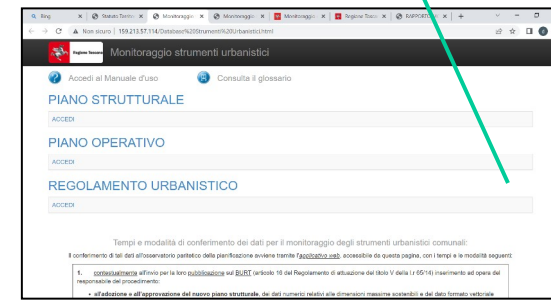 Bing
Statuto Territo
Monitoraggio
Monitoraggio
Monitoraggio
Regione Tosca
RAPPORTO
Non sicuro | 159.213.57.114/Database%20Strumenti%20Urbanistici.html
Regione Toscana
Monitoraggio strumenti urbanistici
Accedi al Manuale d'uso
Consulta il glossario
PIANO STRUTTURALE
ACCEDI
PIANO OPERATIVO
ACCEDI
REGOLAMENTO URBANISTICO
ACCEDI
Tempi e modalità di conferimento dei dati per il monitoraggio degli strumenti urbanistici comunali:
Il conferimento di tali dati all'osservatorio paritetico della pianificazione avviene tramite l'applicativo web, accessibile da questa pagina, con i tempi e le modalità seguenti:
1. contestualmente all'invio per la loro pubblicazione sul BURT (articolo 16 del Regolamento di attuazione del titolo V della l.r 65/14) inserimento ad opera del
responsabile del procedimento:
• all'adozione e all'approvazione del nuovo piano strutturale, dei dati numerici relativi alle dimensioni massime sostenibili e del dato formato vettoriale